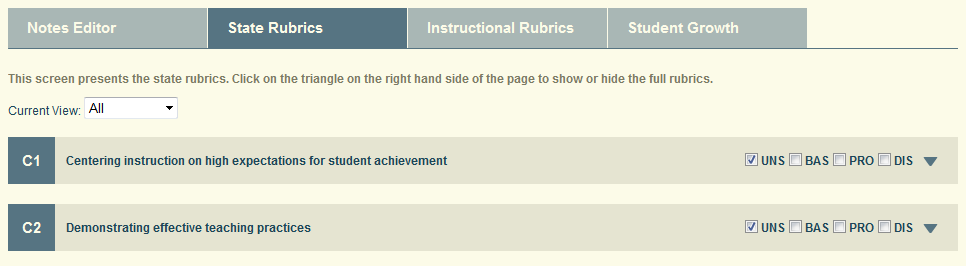 Notes Editor State Rubrics Instructional Rubrics Student Growth
This screen presents the state rubrics. Click on the triangle on the right hand side of the page to show or hide the full rubrics.
Current View: All
C1 Centering instruction on high expectations for student achievement UNS BAS PRO DIS
C2 Demonstrating effective teaching practices UNS BAS PRO DIS